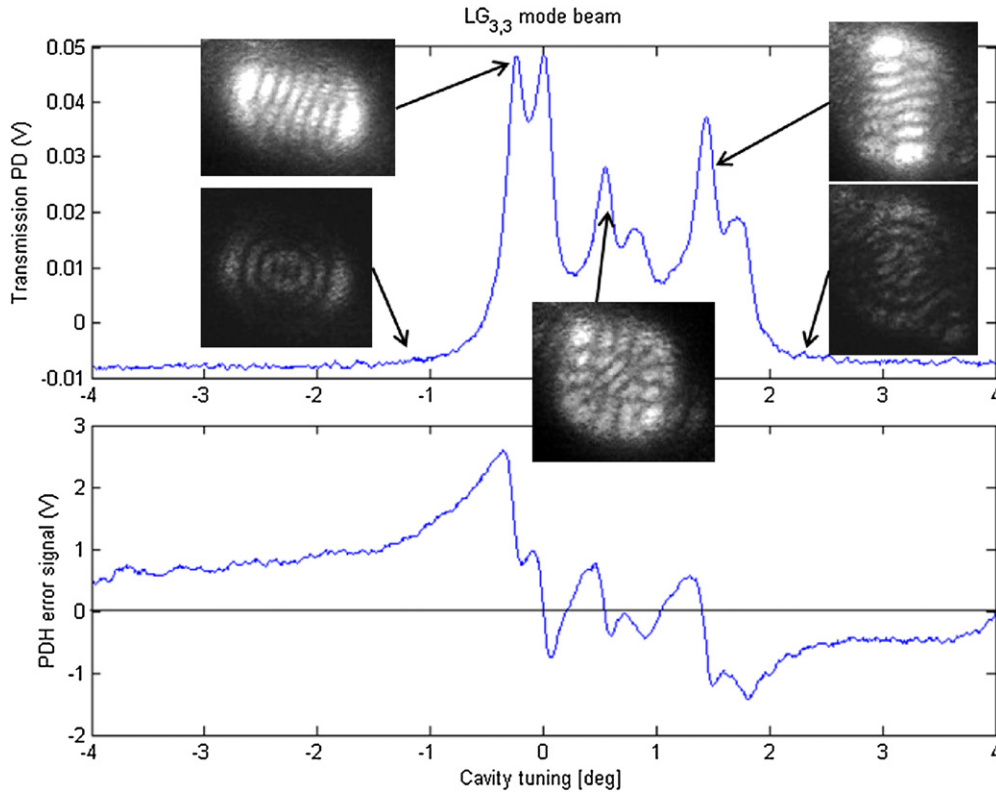 LG3,3 mode beam
0.05
0.04
0.03
0.02
0.01
0
-0.01
Transmission PD (V)
-4 -3 -2 -1 0 1 2 3 4
3
2
1
0
-1
-2
PDH error signal (V)
-4 -3 -2 -1 0 1 2 3 4
Cavity tuning [deg]